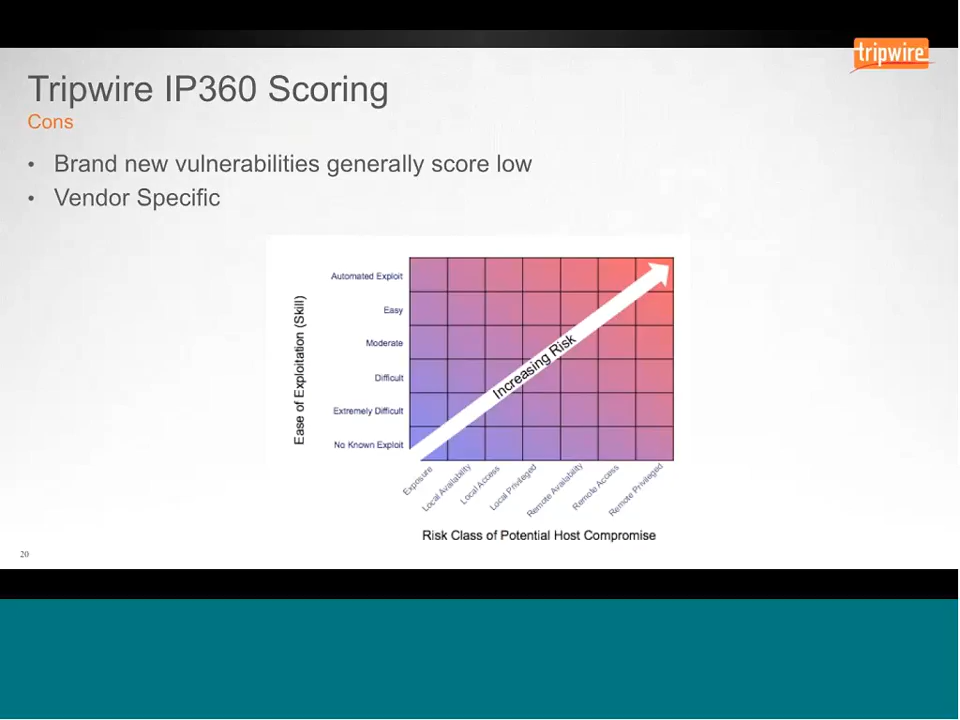 tripwire
Tripwire IP360 Scoring
Cons
• Brand new vulnerabilities generally score low
• Vendor Specific
Ease of Exploitation (Skill)
Automated Exploit
Easy
Moderate
Difficult
Extremely Difficult
No Known Exploit
Increasing Risk
Exposure
Local Availability
Local Access
Local Privileged
Remote Availability
Remote Access
Remote Privileged
Risk Class of Potential Host Compromise
20